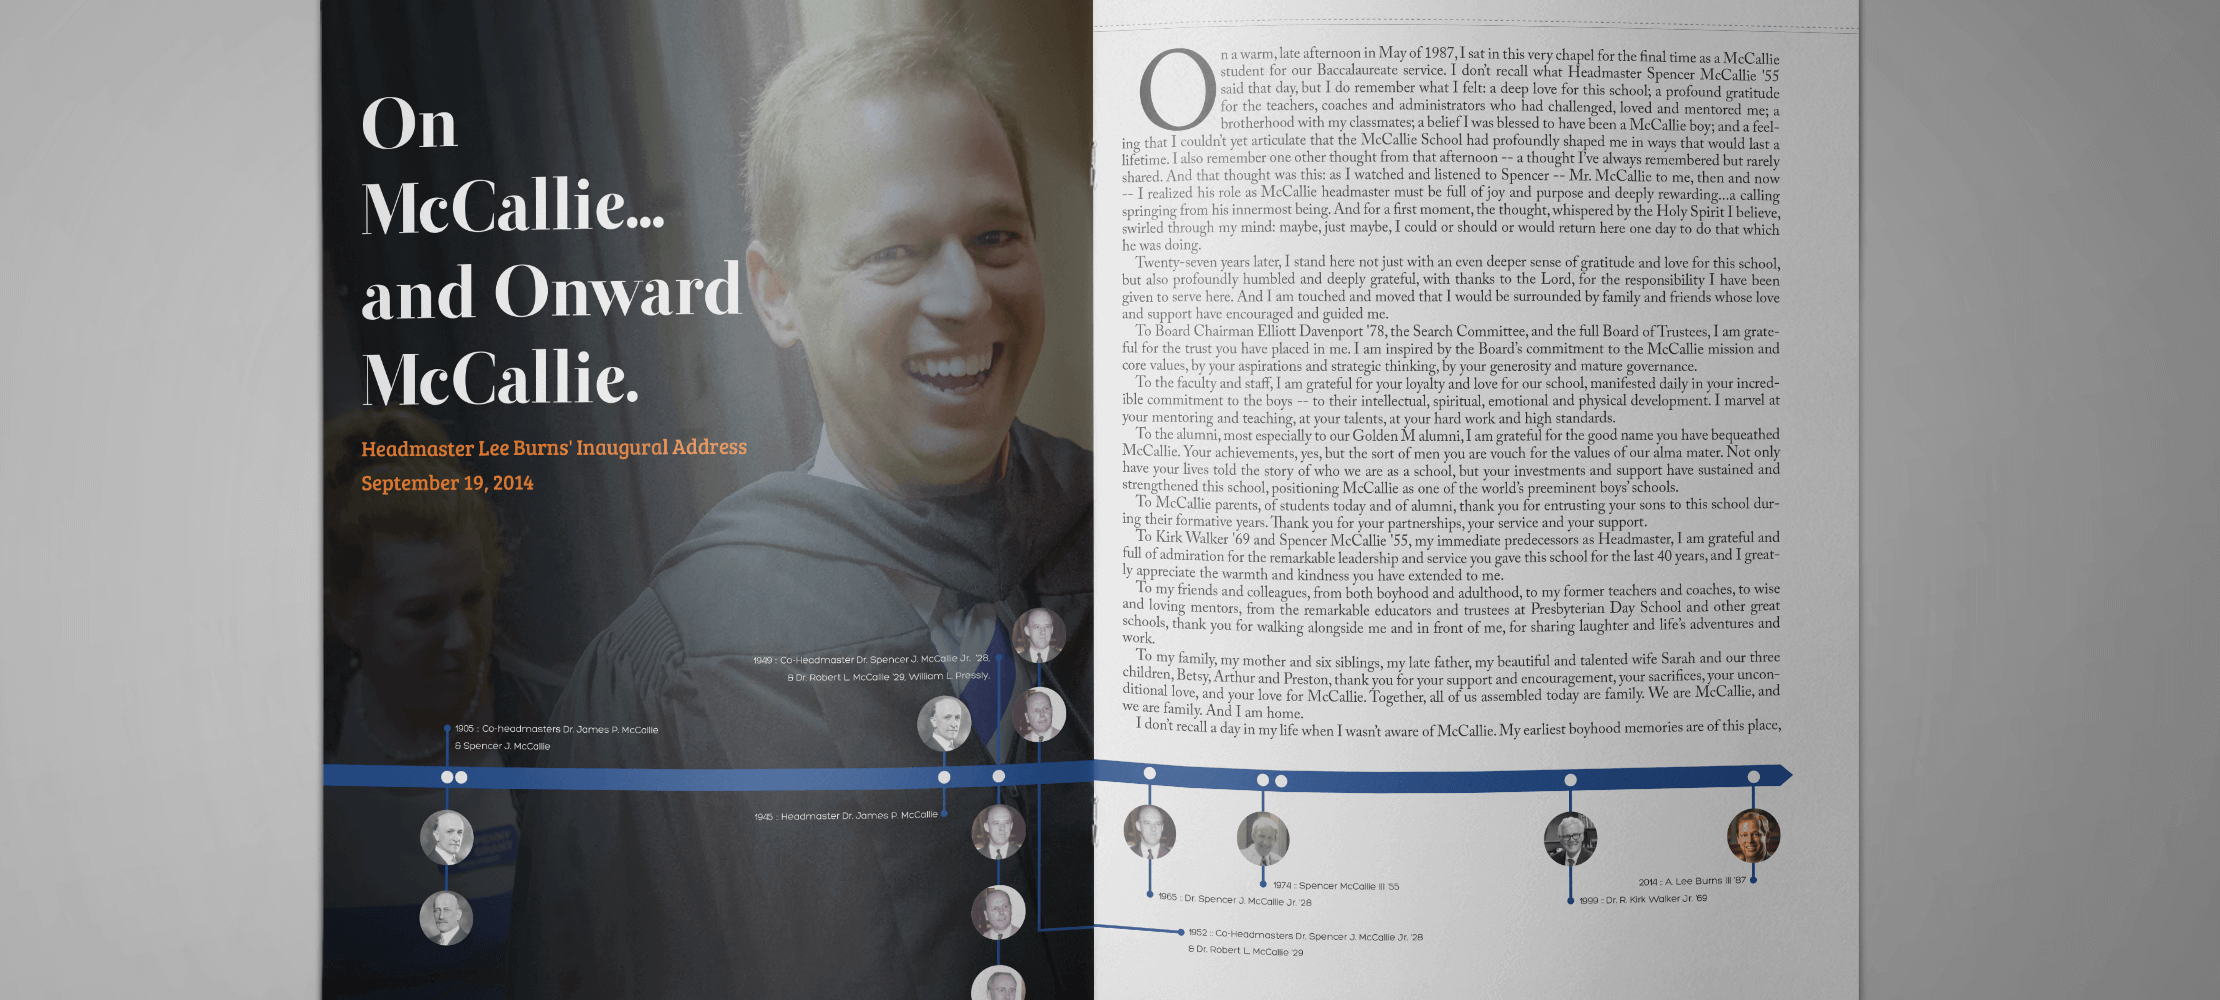 On
McCallie...
and Onward
McCallie.
Headmaster Lee Burns' Inaugural Address
September 19, 2014
1905 : Co-headmasters Dr. James P. McCallie
& Spencer J. McCallie
1949 : Co-Headmaster Dr. Spencer J. McCallie Jr. '28,
& Dr. Robert L. McCallie '29, William L. Pressly.
1945 : Headmaster Dr. James P. McCallie
On a warm, late afternoon in May of 1987, I sat in this very chapel for the final time as a McCallie
student for our Baccalaureate service. I don't recall what Headmaster Spencer McCallie '55
said that day, but I do remember what I felt: a deep love for this school; a profound gratitude
for the teachers, coaches and administrators who had challenged, loved and mentored me; a
brotherhood with my classmates; a belief I was blessed to have been a McCallie boy; and a feel-
ing that I couldn't yet articulate that the McCallie School had profoundly shaped me in ways that would last a
lifetime. I also remember one other thought from that afternoon -- a thought I've always remembered but rarely
shared. And that thought was this: as I watched and listened to Spencer -- Mr. McCallie to me, then and now
-- I realized his role as McCallie headmaster must be full of joy and purpose and deeply rewarding...a calling
springing from his innermost being. And for a first moment, the thought, whispered by the Holy Spirit I believe,
swirled through my mind: maybe, just maybe, I could or should or would return here one day to do that which
he was doing.
Twenty-seven years later, I stand here not just with an even deeper sense of gratitude and love for this school,
but also profoundly humbled and deeply grateful, with thanks to the Lord, for the responsibility I have been
given to serve here. And I am touched and moved that I would be surrounded by family and friends whose love
and support have encouraged and guided me.
To Board Chairman Elliott Davenport '78, the Search Committee, and the full Board of Trustees, I am grate-
ful for the trust you have placed in me. I am inspired by the Board's commitment to the McCallie mission and
core values, by your aspirations and strategic thinking, by your generosity and mature governance.
To the faculty and staff, I am grateful for your loyalty and love for our school, manifested daily in your incred-
ible commitment to the boys -- to their intellectual, spiritual, emotional and physical development. I marvel at
your mentoring and teaching, at your talents, at your hard work and high standards.
To the alumni, most especially to our Golden M alumni, I am grateful for the good name you have bequeathed
McCallie. Your achievements, yes, but the sort of men you are vouch for the values of our alma mater. Not only
have your lives told the story of who we are as a school, but your investments and support have sustained and
strengthened this school, positioning McCallie as one of the world's preeminent boys' schools.
To McCallie parents, of students today and of alumni, thank you for entrusting your sons to this school dur-
ing their formative years. Thank you for your partnerships, your service and your support.
To Kirk Walker '69 and Spencer McCallie '55, my immediate predecessors as Headmaster, I am grateful and
full of admiration for the remarkable leadership and service you gave this school for the last 40 years, and I great-
ly appreciate the warmth and kindness you have extended to me.
To my friends and colleagues, from both boyhood and adulthood, to my former teachers and coaches, to wise
and loving mentors, from the remarkable educators and trustees at Presbyterian Day School and other great
schools, thank you for walking alongside me and in front of me, for sharing laughter and life's adventures and
work.
To my family, my mother and six siblings, my late father, my beautiful and talented wife Sarah and our three
children, Betsy, Arthur and Preston, thank you for your support and encouragement, your sacrifices, your uncon-
ditional love, and your love for McCallie. Together, all of us assembled today are family. We are McCallie, and
we are family. And I am home.
I don't recall a day in my life when I wasn't aware of McCallie. My earliest boyhood memories are of this place,
1965 : Dr. Spencer J. McCallie Jr. '28
1974 : Spencer McCallie III '55
1999 : Dr. R. Kirk Walker Jr. '69
2014 : A. Lee Burns III '87
1952 : Co-Headmasters Dr. Spencer J. McCallie Jr. '28
& Dr. Robert L. McCallie '29